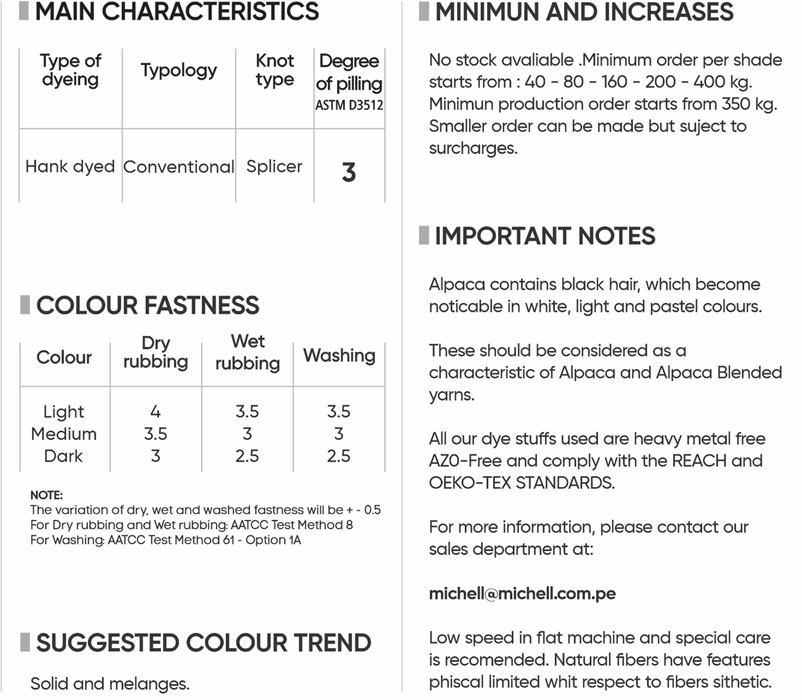 MAIN CHARACTERISTICS
Type of dyeing Typology Knot type Degree of pilling ASTM D3512
Hank dyed Conventional Splicer 3
COLOUR FASTNESS
Colour Dry rubbing Wet rubbing Washing
Light 4 3.5 3.5
Medium 3.5 3 3
Dark 3 2.5 2.5
NOTE:
The variation of dry, wet and washed fastness will be + - 0.5
For Dry rubbing and Wet rubbing: AATCC Test Method 8
For Washing: AATCC Test Method 61 - Option 1A
SUGGESTED COLOUR TREND
Solid and melanges.
MINIMUN AND INCREASES
No stock avaliable .Minimum order per shade
starts from : 40 - 80 - 160 - 200 - 400 kg.
Minimun production order starts from 350 kg.
Smaller order can be made but suject to
surcharges.
IMPORTANT NOTES
Alpaca contains black hair, which become
noticable in white, light and pastel colours.
These should be considered as a
characteristic of Alpaca and Alpaca Blended
yarns.
All our dye stuffs used are heavy metal free
AZ0-Free and comply with the REACH and
OEKO-TEX STANDARDS.
For more information, please contact our
sales department at:
michell@michell.com.pe
Low speed in flat machine and special care
is recomended. Natural fibers have features
phiscal limited whit respect to fibers sithetic.